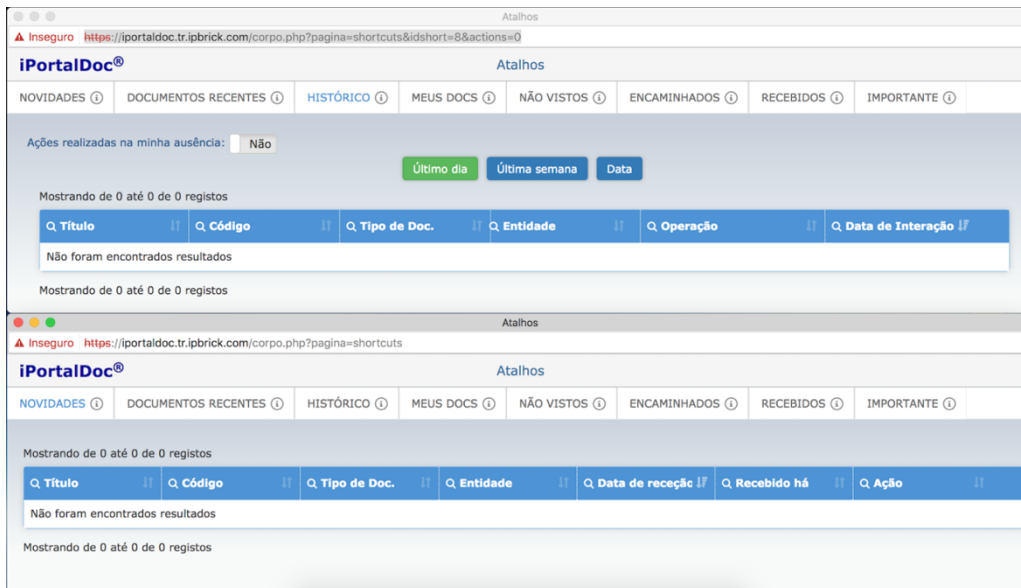 Atalhos
Inseguro https://iportaldoc.tr.ipbrick.com/corpo.php?pagina=shortcuts&idshort=8&actions=0
iPortalDoc® Atalhos
NOVIDADES DOCUMENTOS RECENTES HISTÓRICO MEUS DOCS NÃO VISTOS ENCAMINHADOS RECEBIDOS IMPORTANTE
Ações realizadas na minha ausência: Não
Último dia Última semana Data
Mostrando de 0 até 0 de 0 registos
Título Código Tipo de Doc. Entidade Operação Data de Interação
Não foram encontrados resultados
Mostrando de 0 até 0 de 0 registos
Atalhos
Inseguro https://iportaldoc.tr.ipbrick.com/corpo.php?pagina=shortcuts
iPortalDoc® Atalhos
NOVIDADES DOCUMENTOS RECENTES HISTÓRICO MEUS DOCS NÃO VISTOS ENCAMINHADOS RECEBIDOS IMPORTANTE
Mostrando de 0 até 0 de 0 registos
Título Código Tipo de Doc. Entidade Data de receção Recebido há Ação
Não foram encontrados resultados
Mostrando de 0 até 0 de 0 registos